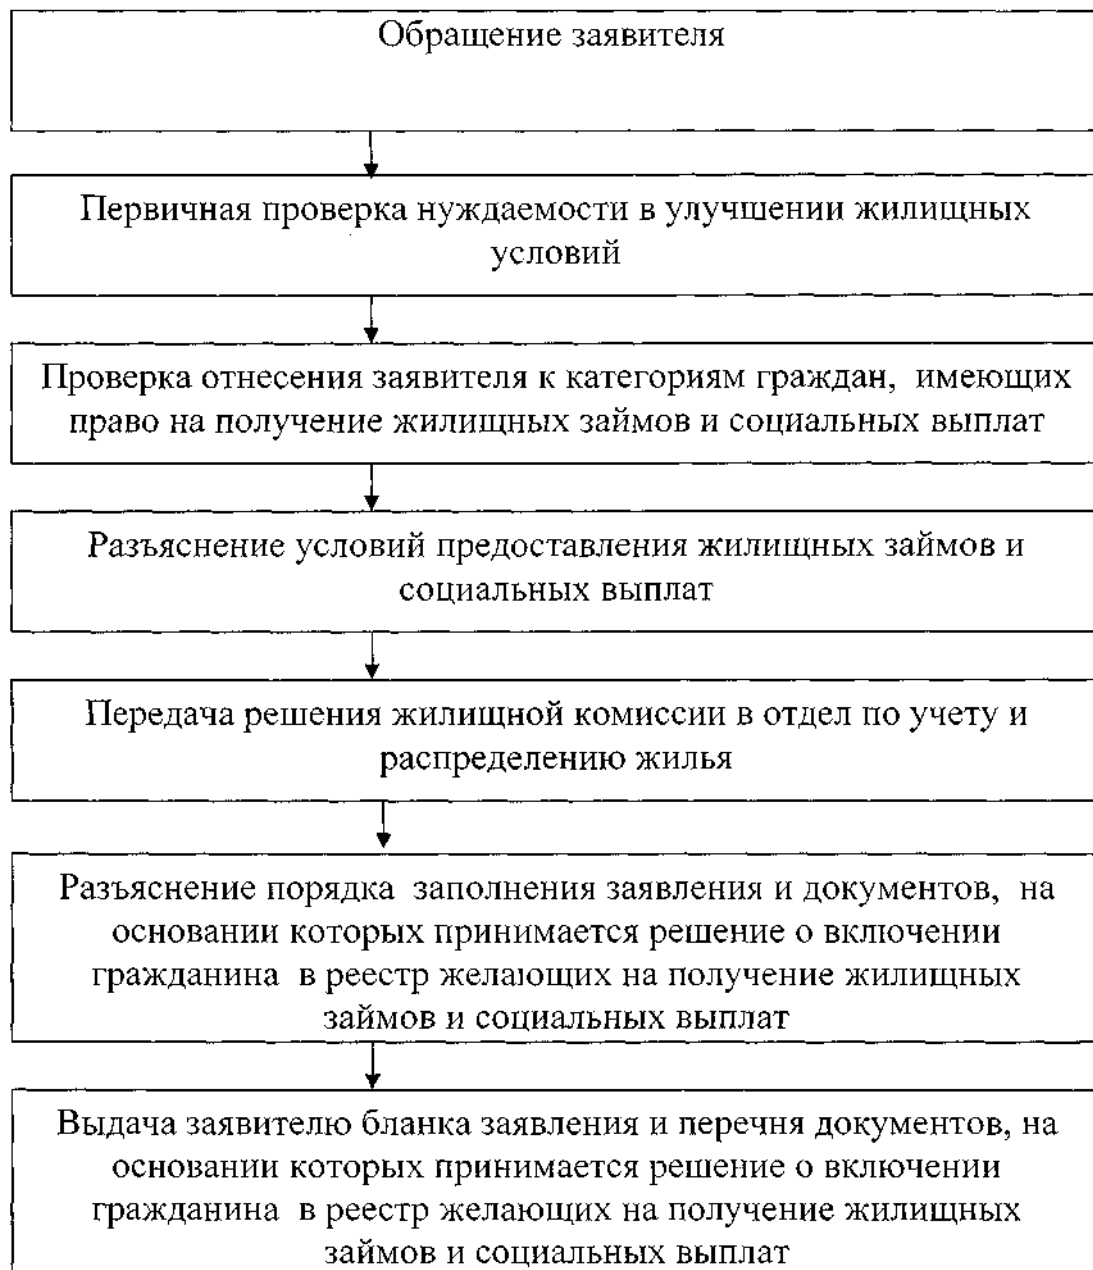 Обращение заявителя
Первичная проверка нуждаемости в улучшении жилищных
условий
Проверка отнесения заявителя к категориям граждан, имеющих
право на получение жилищных займов и социальных выплат
Разъяснение условий предоставления жилищных займов и
социальных выплат
Передача решения жилищной комиссии в отдел по учету и
распределению жилья
Разъяснение порядка заполнения заявления и документов, на
основании которых принимается решение о включении
гражданина в реестр желающих на получение жилищных
займов и социальных выплат
Выдача заявителю бланка заявления и перечня документов, на
основании которых принимается решение о включении
гражданина в реестр желающих на получение жилищных
займов и социальных выплат